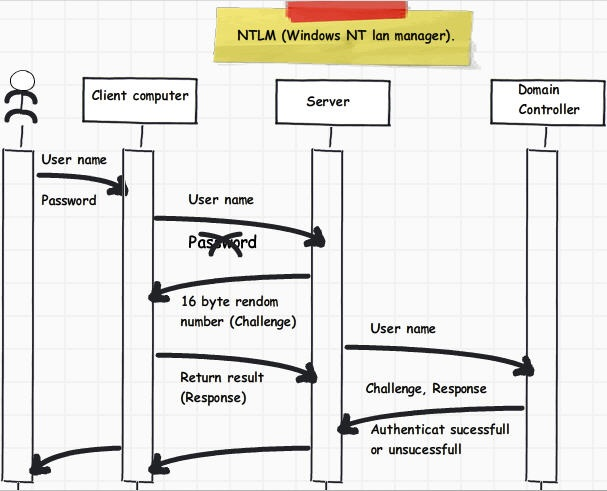 NTLM (Windows NT lan manager).
Client computer
Server
Domain
Controller
User name
Password
User name
Password
16 byte rendom
number (Challenge)
User name
Return result
(Response)
Challenge, Response
Authenticat sucessfull
or unsucessfull